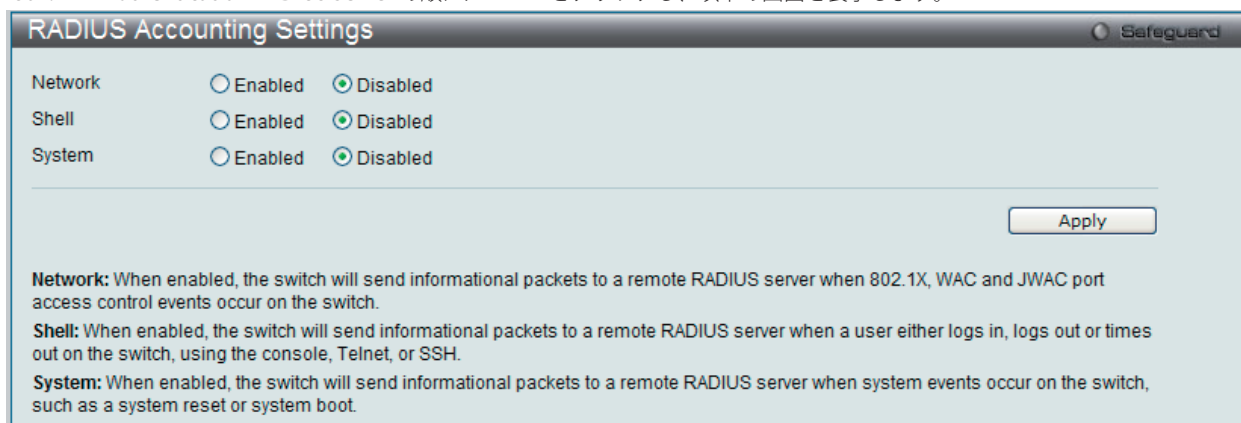 RADIUS Accounting Settings
Safeguard
Network Enabled Disabled
Shell Enabled Disabled
System Enabled Disabled
Apply
Network: When enabled, the switch will send informational packets to a remote RADIUS server when 802.1X, WAC and JWAC port
access control events occur on the switch.
Shell: When enabled, the switch will send informational packets to a remote RADIUS server when a user either logs in, logs out or times
out on the switch, using the console, Telnet, or SSH.
System: When enabled, the switch will send informational packets to a remote RADIUS server when system events occur on the switch,
such as a system reset or system boot.